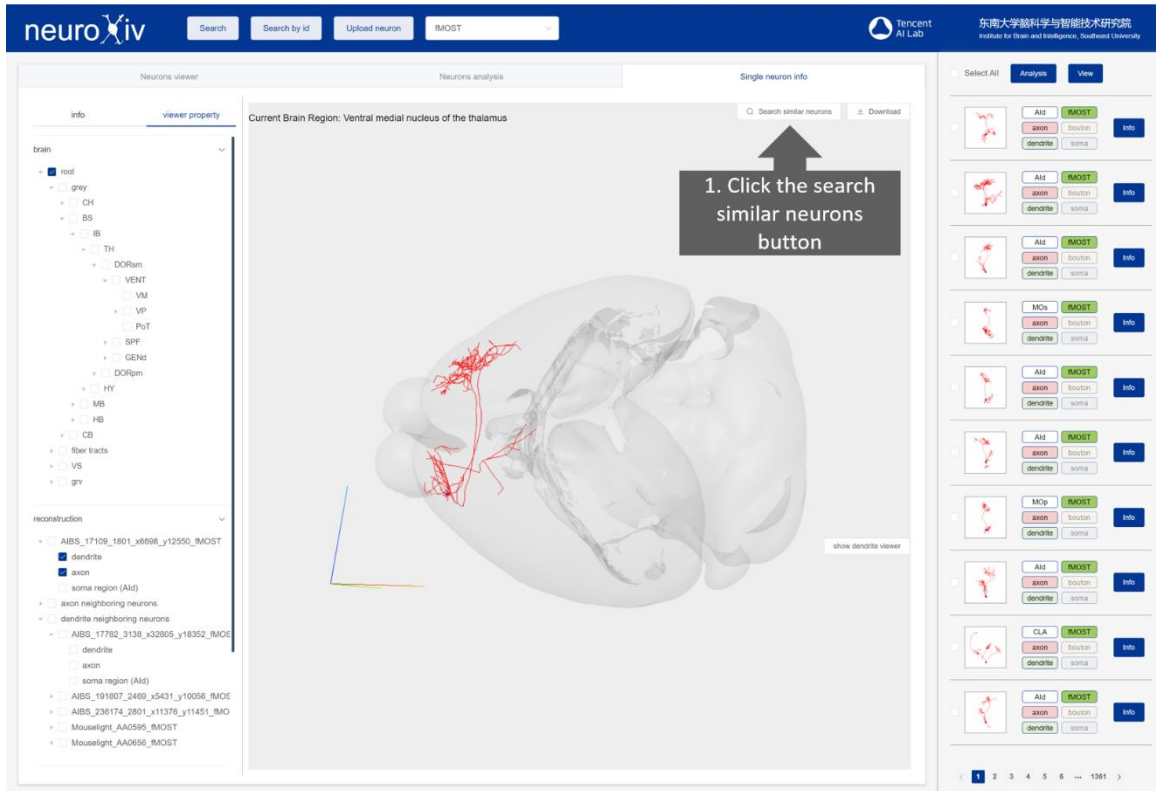 neuroXiv
Search
Search by id
Upload neuron
fMOST
Tencent
AI Lab
东南大学脑科学与智能技术研究院
Institute for Brain and Intelligence, Southeast University
Neurons viewer
Neurons analysis
Single neuron info
Select All
Analysis
View
info
viewer property
Current Brain Region: Ventral medial nucleus of the thalamus
Search similar neurons
Download
1. Click the search
similar neurons
button
brain
root
grey
CH
BS
IB
TH
DORsm
VENT
VM
VP
PoT
SPF
GENd
DORpm
HY
MB
HB
CB
fiber tracts
VS
grv
reconstruction
AIBS_17109_1801_x6698_y12550_fMOST
dendrite
axon
soma region (AId)
axon neighboring neurons
dendrite neighboring neurons
AIBS_17782_3138_x32805_y18352_fMOS
dendrite
axon
soma region (AId)
AIBS_191807_2469_x5431_y10056_fMOS
AIBS_236174_2801_x11376_y11451_fMO
Mouselight_AA0595_fMOST
Mouselight_AA0656_fMOST
show dendrite viewer
AId fMOST
axon bouton Info
dendrite soma
AId fMOST
axon bouton Info
dendrite soma
AId fMOST
axon bouton Info
dendrite soma
MOs fMOST
axon bouton Info
dendrite soma
AId fMOST
axon bouton Info
dendrite soma
AId fMOST
axon bouton Info
dendrite soma
MOp fMOST
axon bouton Info
dendrite soma
AId fMOST
axon bouton Info
dendrite soma
CLA fMOST
axon bouton Info
dendrite soma
AId fMOST
axon bouton Info
dendrite soma
< 1 2 3 4 5 6 ... 1361 >